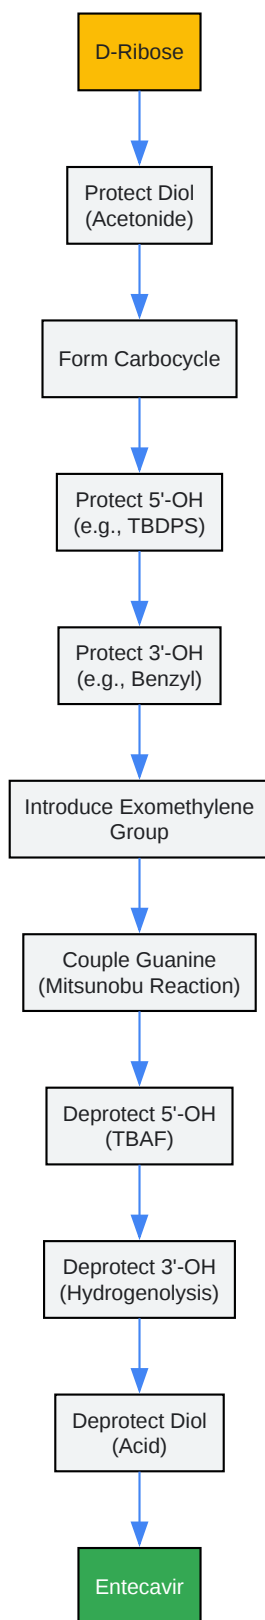 D-Ribose
Protect Diol
(Acetonide)
Form Carbocycle
Protect 5'-OH
(e.g., TBDPS)
Protect 3'-OH
(e.g., Benzyl)
Introduce Exomethylene
Group
Couple Guanine
(Mitsunobu Reaction)
Deprotect 5'-OH
(TBAF)
Deprotect 3'-OH
(Hydrogenolysis)
Deprotect Diol
(Acid)
Entecavir